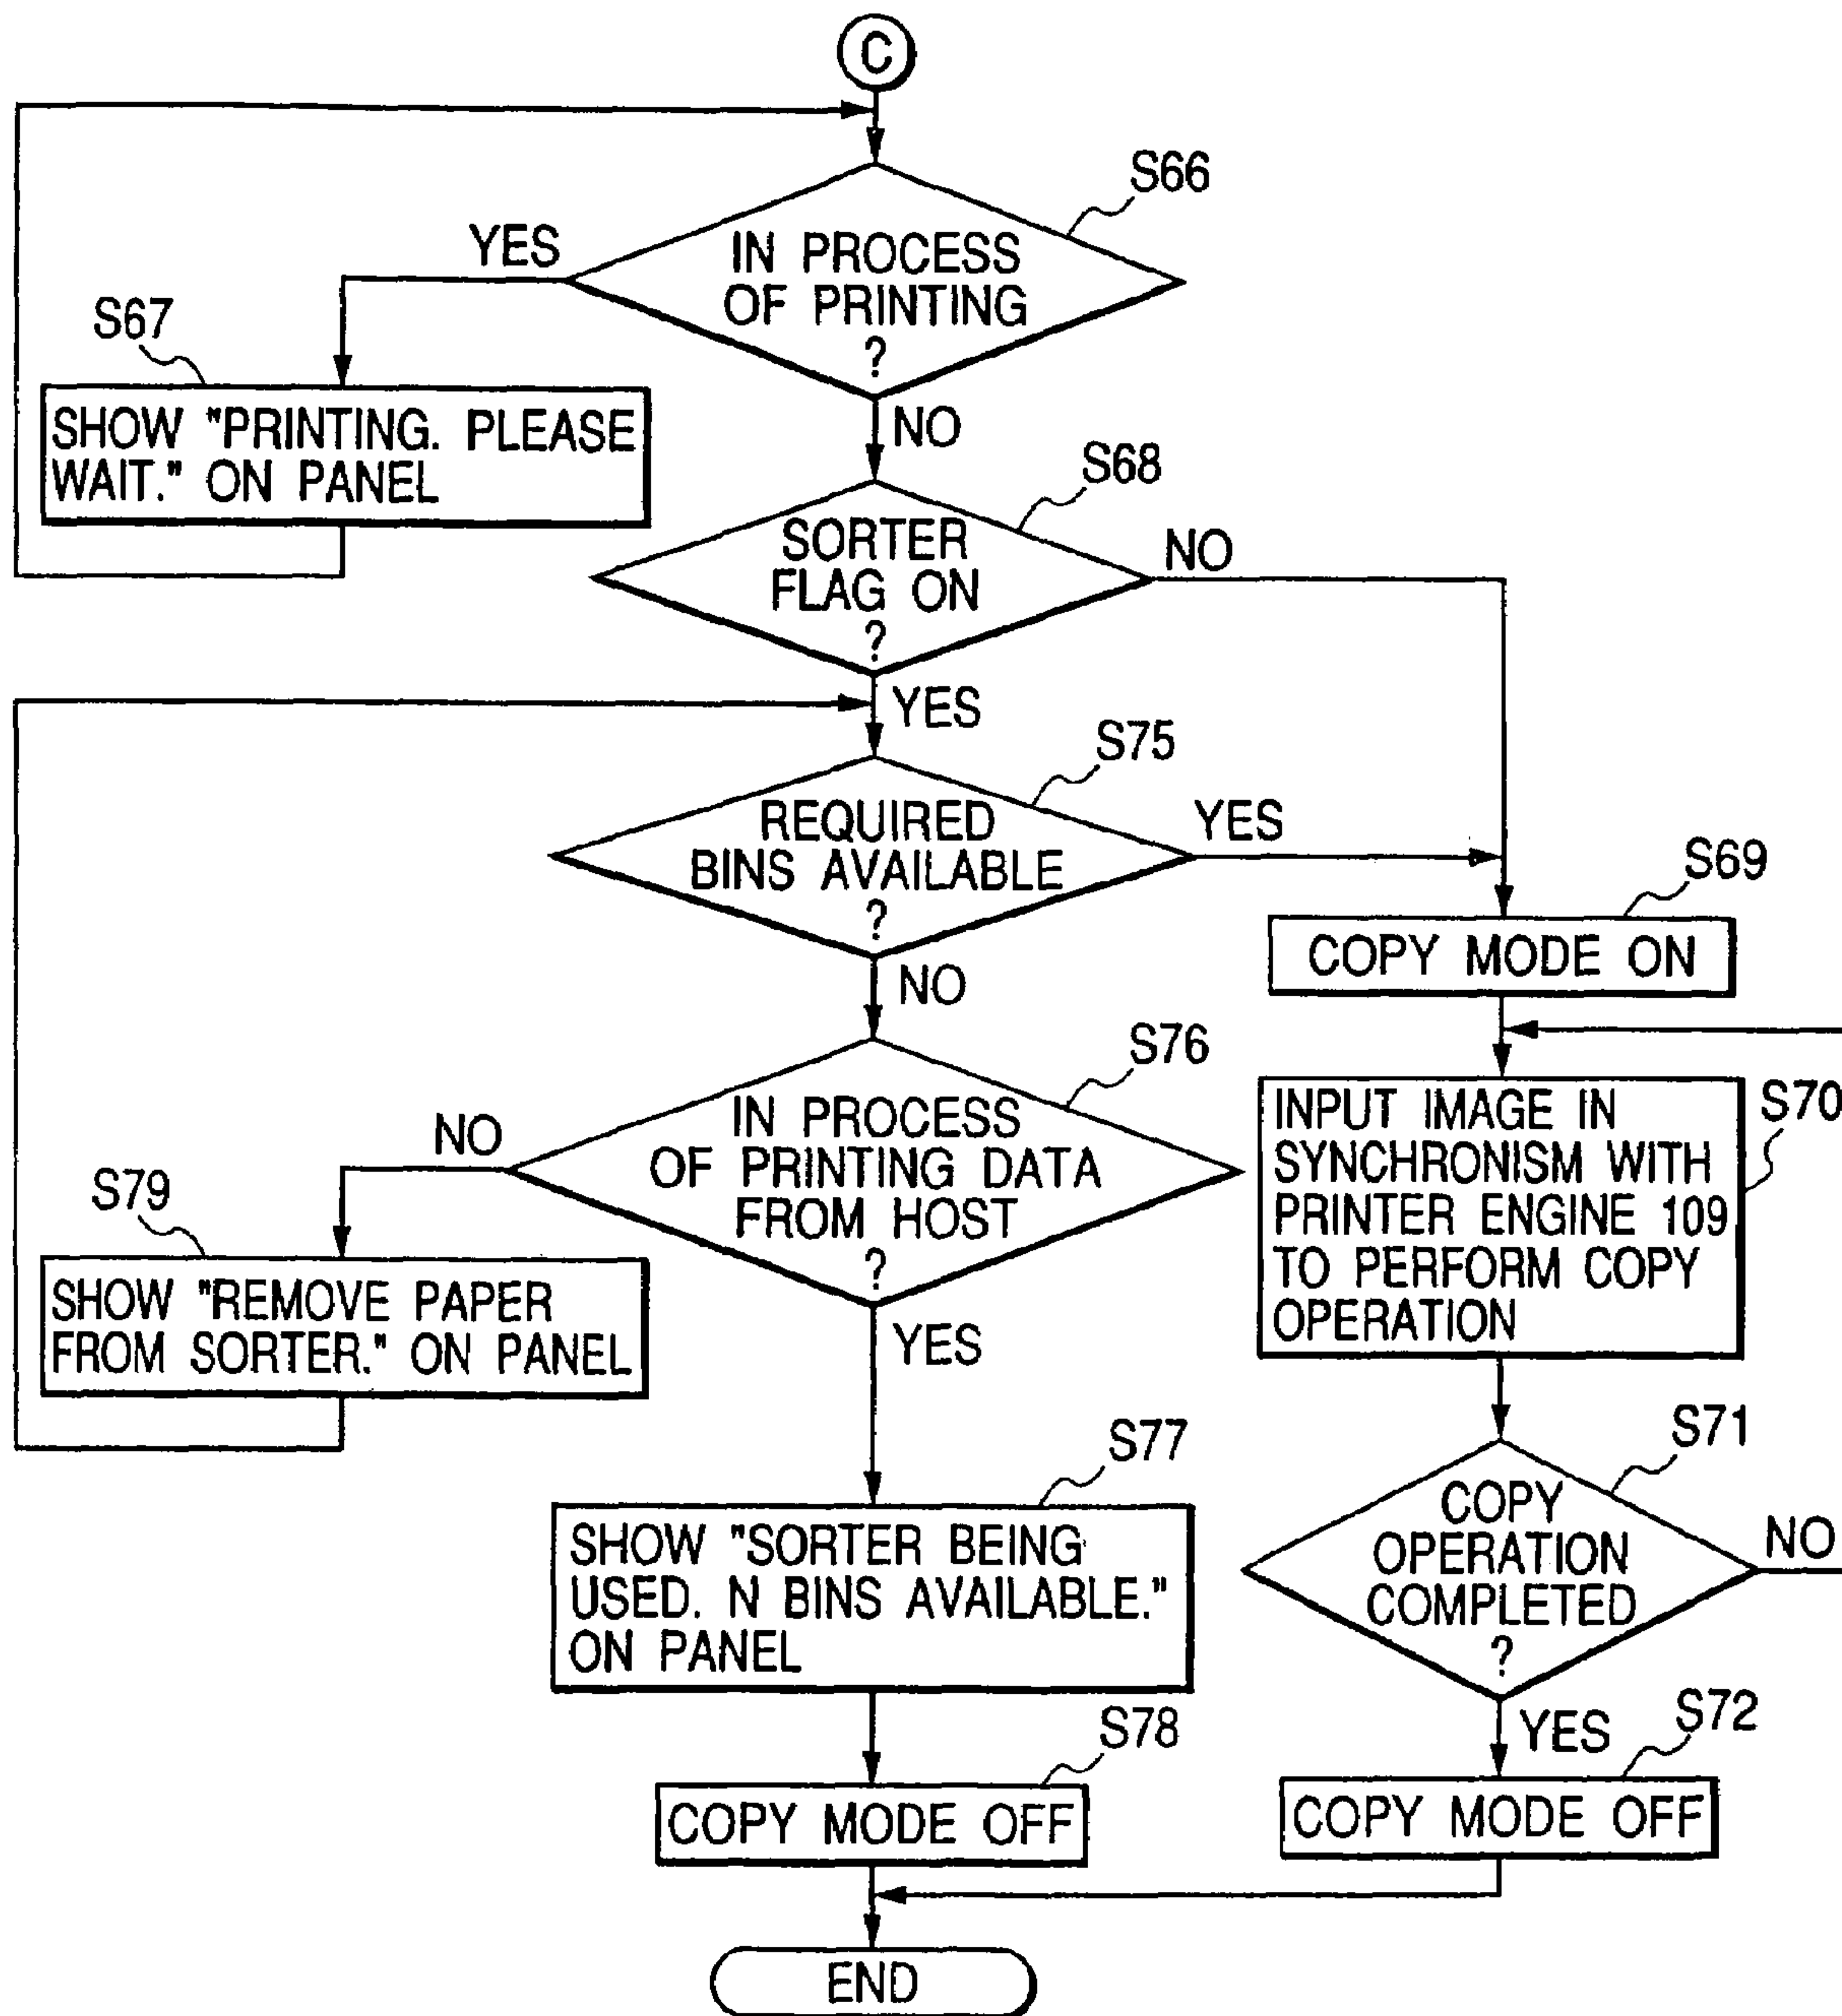 C
S66
YES
IN PROCESS
OF PRINTING
?
S67
SHOW "PRINTING. PLEASE
WAIT." ON PANEL
NO
S68
SORTER
FLAG ON
?
NO
YES
S75
REQUIRED
BINS AVAILABLE
?
YES
S69
COPY MODE ON
NO
S76
IN PROCESS
OF PRINTING DATA
FROM HOST
?
NO
S79
SHOW "REMOVE PAPER
FROM SORTER." ON PANEL
S70
INPUT IMAGE IN
SYNCHRONISM WITH
PRINTER ENGINE 109
TO PERFORM COPY
OPERATION
YES
S77
SHOW "SORTER BEING
USED. N BINS AVAILABLE."
ON PANEL
S71
COPY
OPERATION
COMPLETED
?
NO
YES
S78
COPY MODE OFF
S72
COPY MODE OFF
END